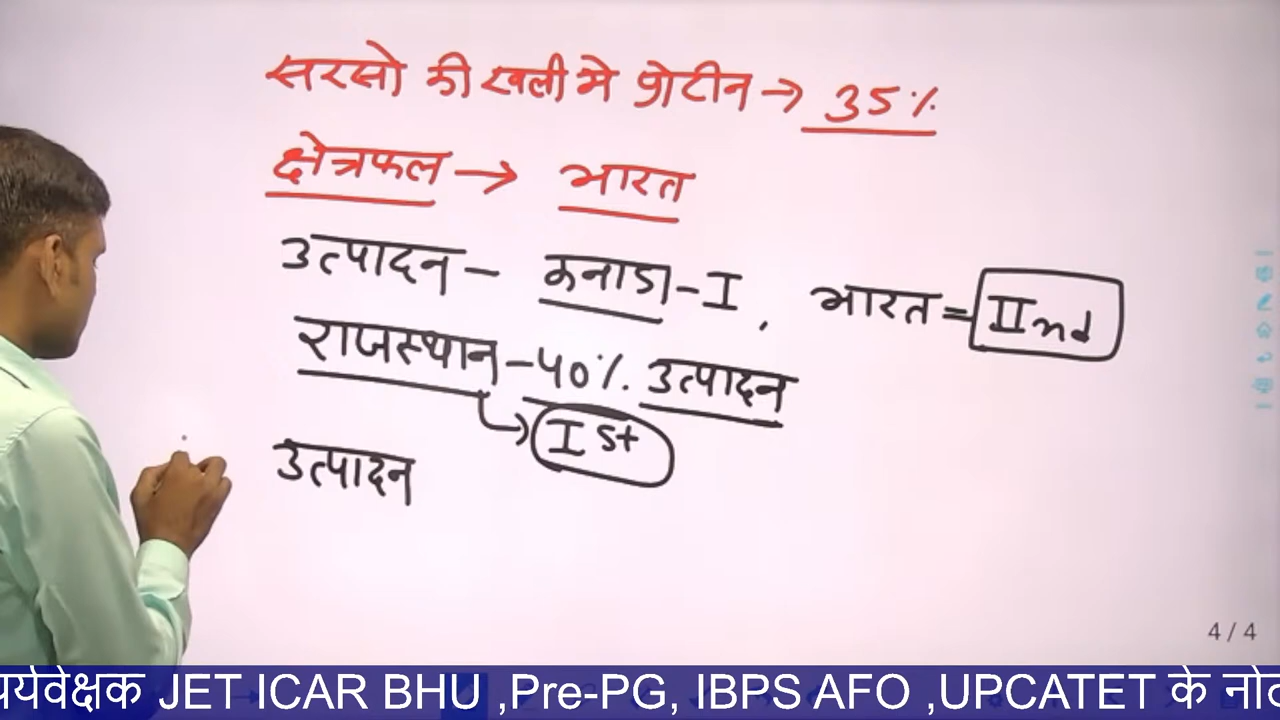 सरसो की खली मे प्रोटीन → 35%
क्षेत्रफल → भारत
उत्पादन - कनाडा - I , भारत = IInd
राजस्थान - 40% उत्पादन
→ Ist
उत्पादन
4 / 4
पर्यवेक्षक JET ICAR BHU ,Pre-PG, IBPS AFO ,UPCATET के नोट